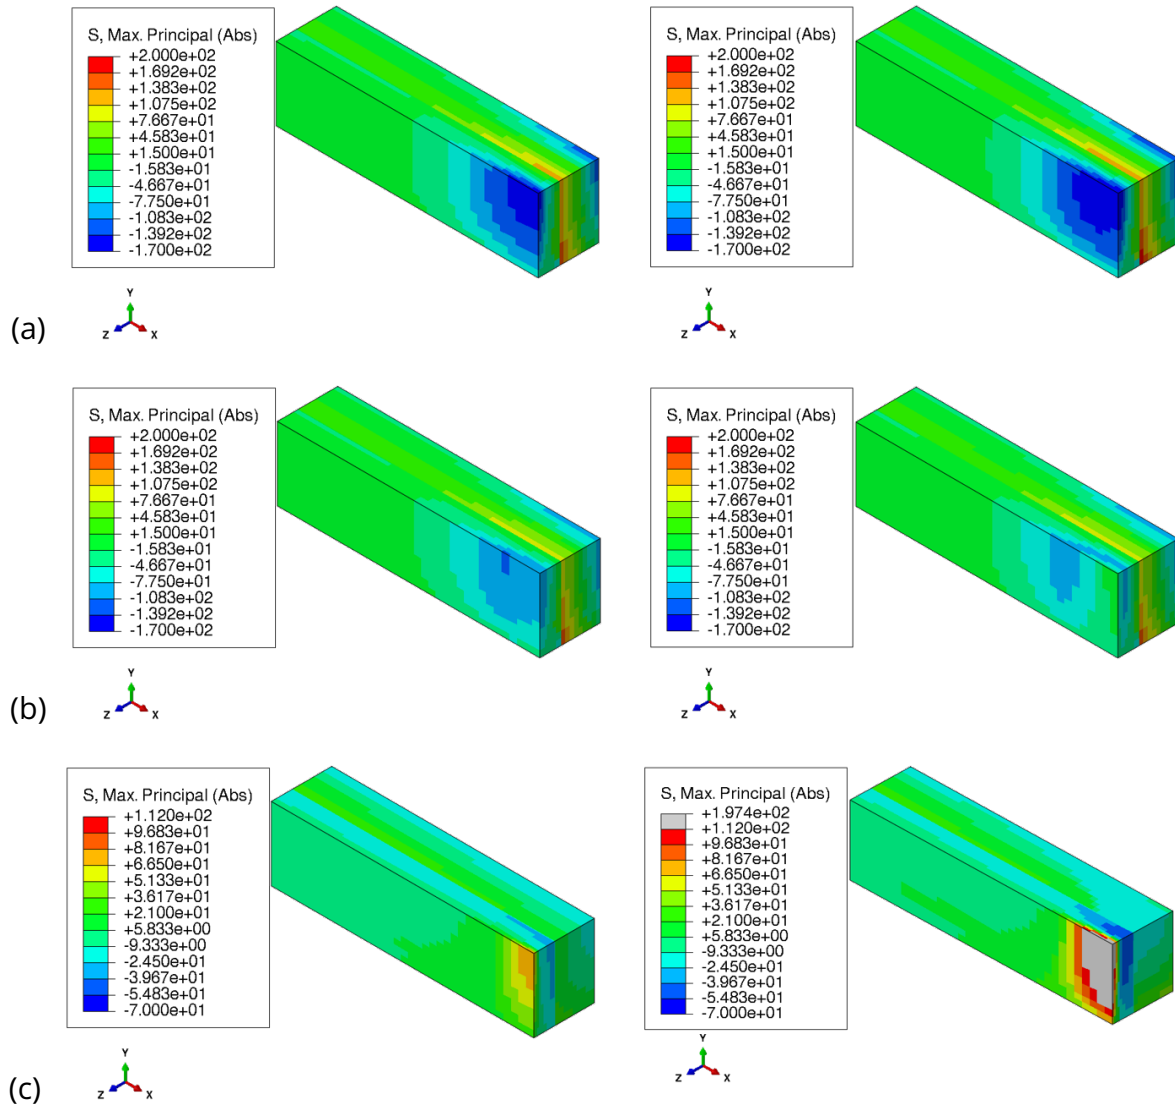 S, Max. Principal (Abs)
+2.000e+02
+1.692e+02
+1.383e+02
+1.075e+02
+7.667e+01
+4.583e+01
+1.500e+01
-1.583e+01
-4.667e+01
-7.750e+01
-1.083e+02
-1.392e+02
-1.700e+02
Y
Z
X
S, Max. Principal (Abs)
+2.000e+02
+1.692e+02
+1.383e+02
+1.075e+02
+7.667e+01
+4.583e+01
+1.500e+01
-1.583e+01
-4.667e+01
-7.750e+01
-1.083e+02
-1.392e+02
-1.700e+02
Y
Z
X
(a)
S, Max. Principal (Abs)
+2.000e+02
+1.692e+02
+1.383e+02
+1.075e+02
+7.667e+01
+4.583e+01
+1.500e+01
-1.583e+01
-4.667e+01
-7.750e+01
-1.083e+02
-1.392e+02
-1.700e+02
Y
Z
X
S, Max. Principal (Abs)
+2.000e+02
+1.692e+02
+1.383e+02
+1.075e+02
+7.667e+01
+4.583e+01
+1.500e+01
-1.583e+01
-4.667e+01
-7.750e+01
-1.083e+02
-1.392e+02
-1.700e+02
Y
Z
X
(b)
S, Max. Principal (Abs)
+1.120e+02
+9.683e+01
+8.167e+01
+6.650e+01
+5.133e+01
+3.617e+01
+2.100e+01
+5.833e+00
-9.333e+00
-2.450e+01
-3.967e+01
-5.483e+01
-7.000e+01
Y
Z
X
S, Max. Principal (Abs)
+1.974e+02
+1.120e+02
+9.683e+01
+8.167e+01
+6.650e+01
+5.133e+01
+3.617e+01
+2.100e+01
+5.833e+00
-9.333e+00
-2.450e+01
-3.967e+01
-5.483e+01
-7.000e+01
Y
Z
X
(c)